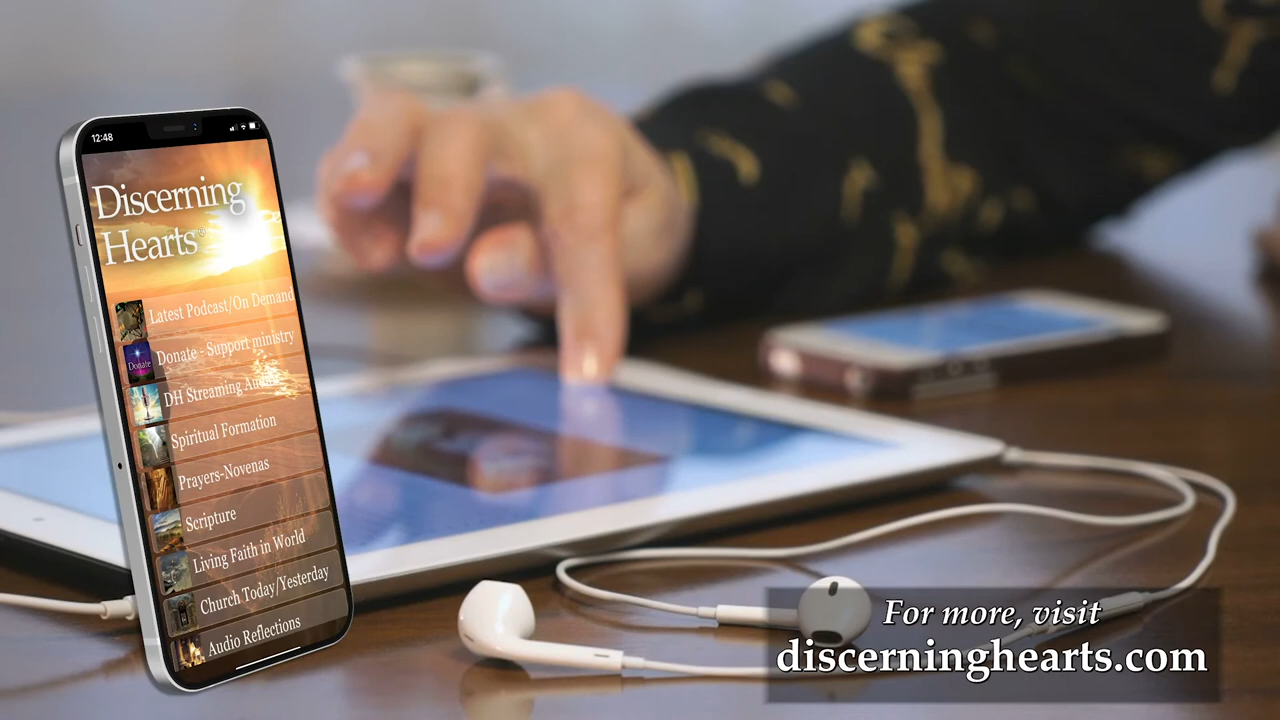 12:48
Discerning
Hearts®
Latest Podcast/On Demand
Donate
Donate - Support ministry
DH Streaming Audio
Spiritual Formation
Prayers-Novenas
Scripture
Living Faith in World
Church Today/Yesterday
Audio Reflections
For more, visit
discerninghearts.com